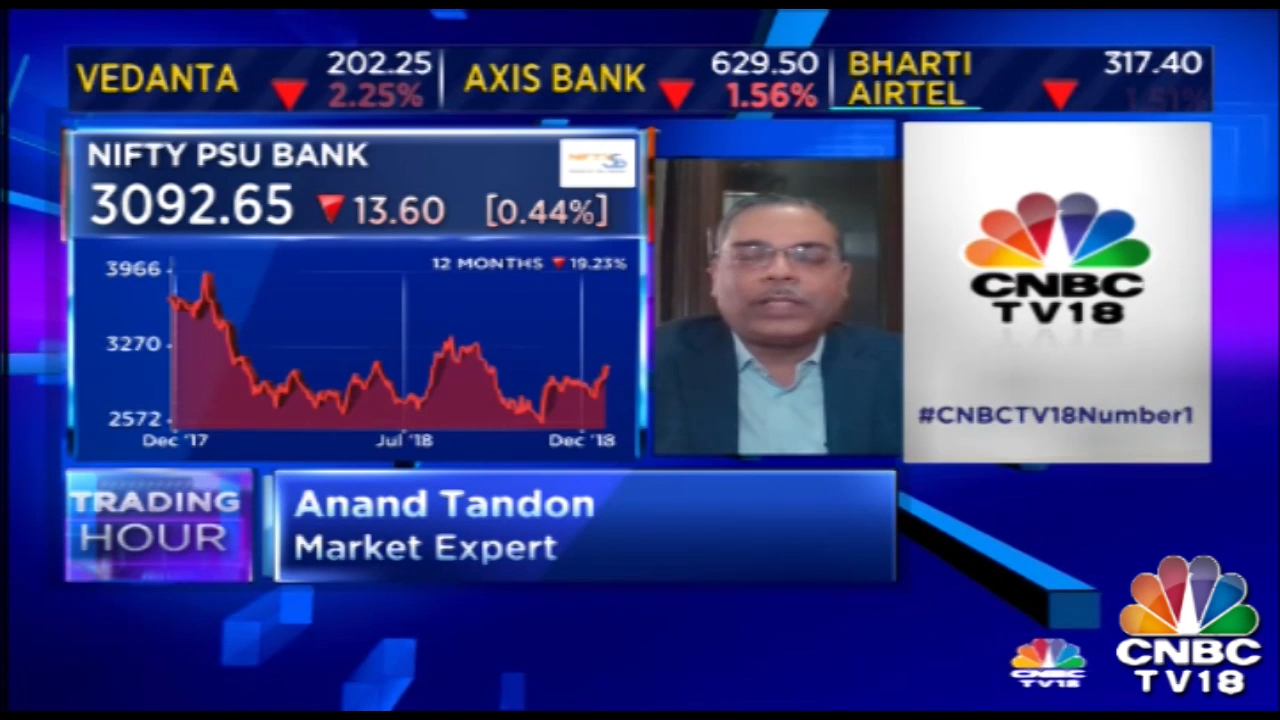 VEDANTA 202.25 AXIS BANK 629.50 BHARTI 317.40
2.25% 1.56% AIRTEL 1.51%
NIFTY PSU BANK
3092.65 13.60 [0.44%]
12 MONTHS 19.23%
3966
3270
2572
Dec '17 Jul '18 Dec '18
CNBC
TV18
#CNBCTV18Number1
TRADING
HOUR
Anand Tandon
Market Expert
CNBC
TV18
CNBC
TV18